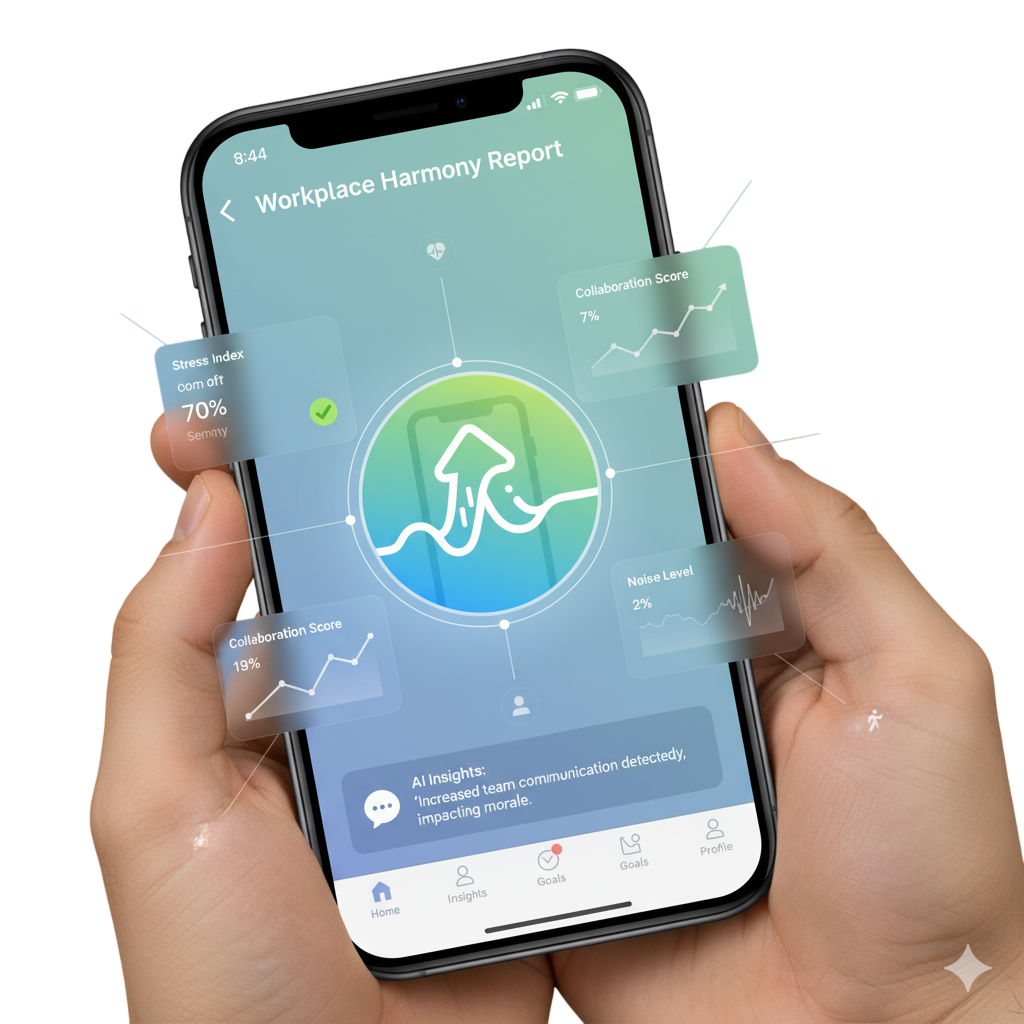 8:44
Workplace Harmony Report
Collaboration Score
7%
Stress Index
com oft
70%
Semmy
Noise Level
2%
Collaboration Score
19%
AI Insights:
"Increased team communication detectedy,
impacting morale.
Home
Insights
Goals
Goals
Profile